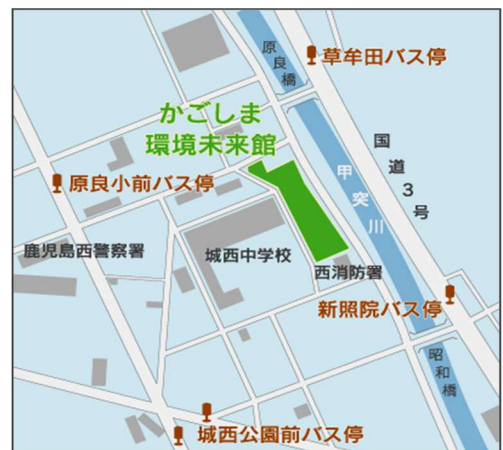 原良橋
草牟田バス停
かごしま
環境未来館
国道3号
甲突川
原良小前バス停
鹿児島西警察署
城西中学校
西消防署
新照院バス停
昭和橋
城西公園前バス停